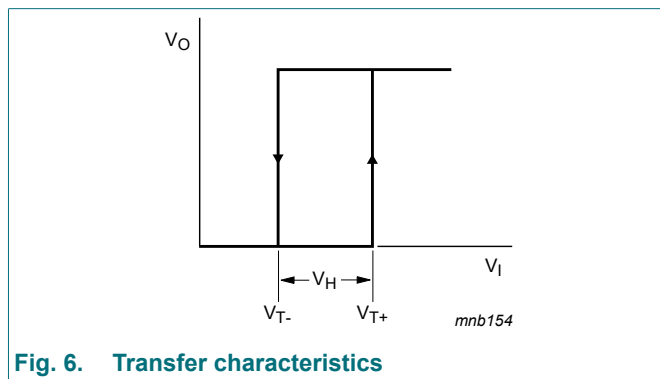 VO
VI
VH
VT-
VT+
mnb154
Fig. 6. Transfer characteristics